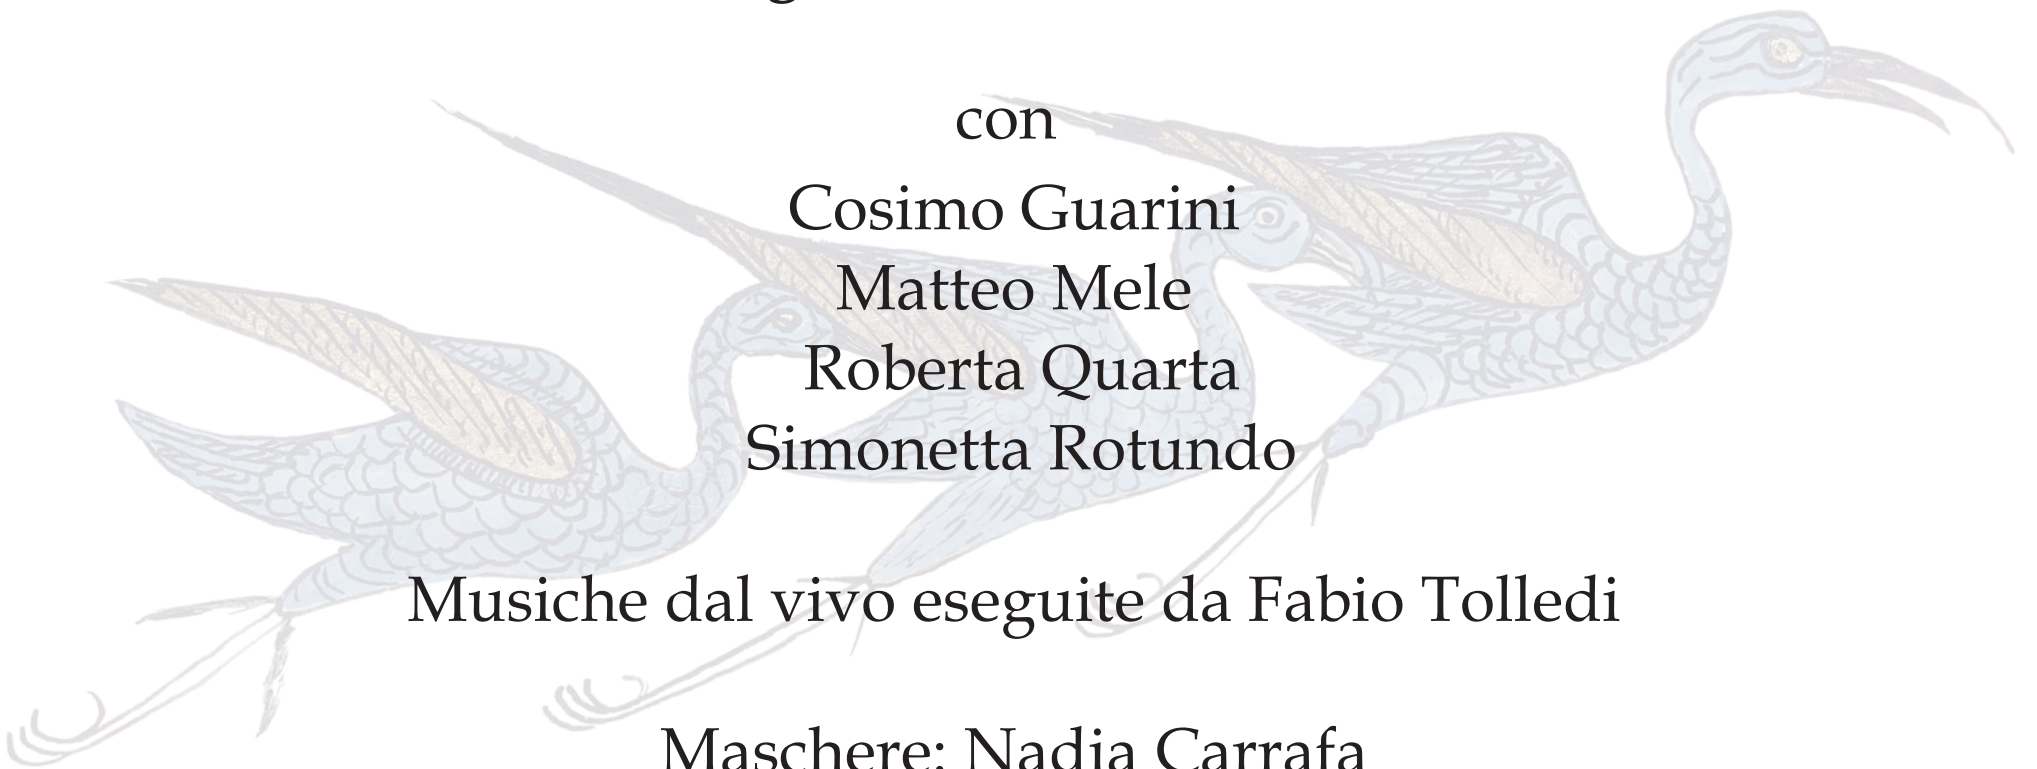 con
Cosimo Guarini
Matteo Mele
Roberta Quarta
Simonetta Rotundo
Musiche dal vivo eseguite da Fabio Tolledi
Maschere: Nadia Carrafa